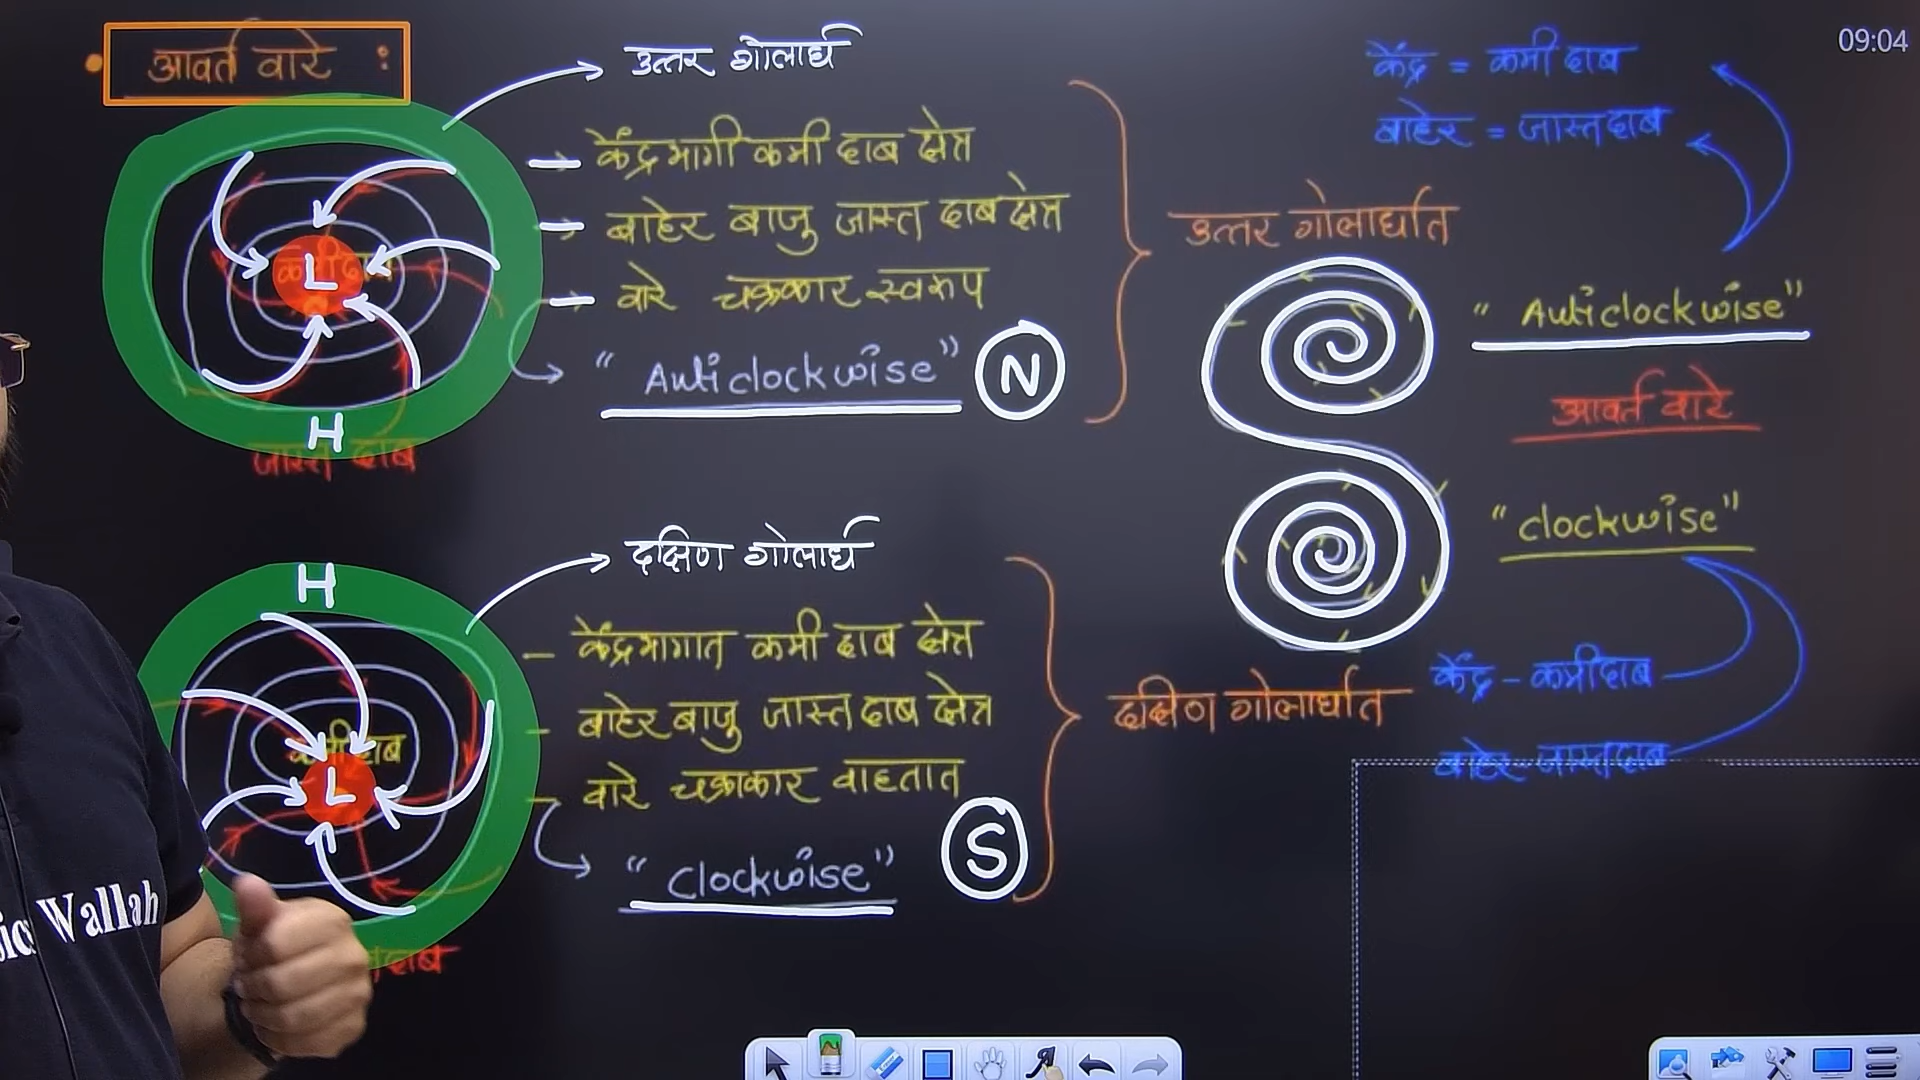 • आवर्त वारे :
उत्तर गोलार्ध
→ केंद्रभागी कमी दाब क्षेत्र
→ बाहेर बाजु जास्त दाब क्षेत्र
→ वारे चक्राकार स्वरूप
" Anticlockwise" N
L
H
जास्त दाब
उत्तर गोलार्धात
केंद्र = कमी दाब
बाहेर = जास्त दाब
" Anticlockwise"
आवर्त वारे
" clockwise"
केंद्र - कमी दाब
बाहेर - जास्त दाब
दक्षिण गोलार्ध
- केंद्रभागात कमी दाब क्षेत्र
- बाहेर बाजु जास्त दाब क्षेत्र
- वारे चक्राकार वाहतात
" Clockwise" S
H
L
दाब
दक्षिण गोलार्धात
09:04
Wallah